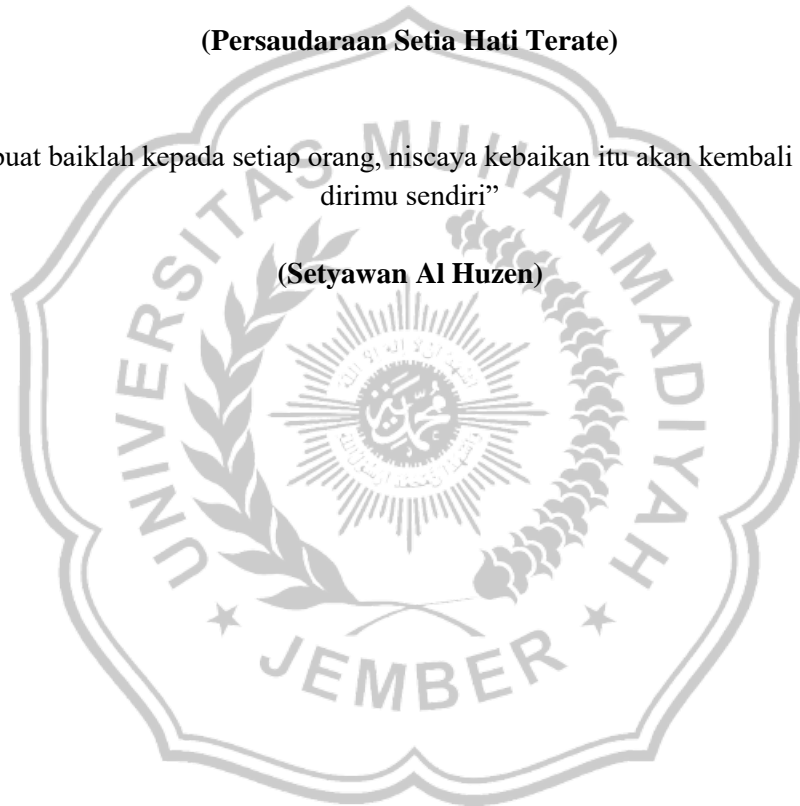 (Persaudaraan Setia Hati Terate)
buat baiklah kepada setiap orang, niscaya kebaikan itu akan kembali
dirimu sendiri”
(Setyawan Al Huzen)
UNIVERSITAS MUHAMMADIYAH
JEMBER